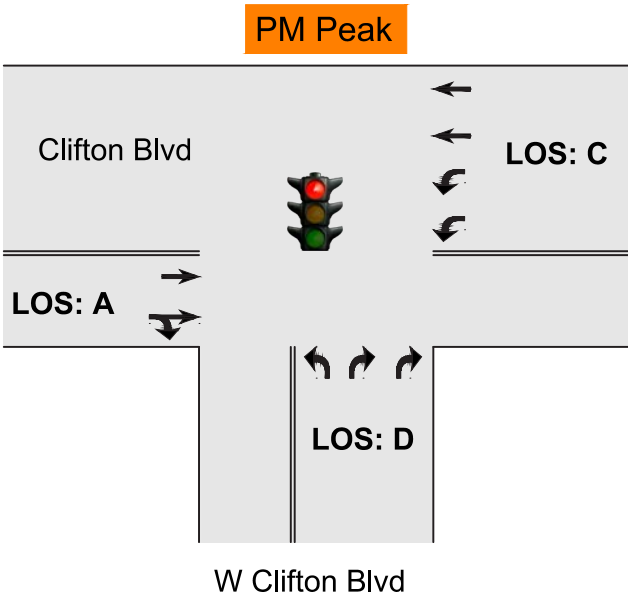 PM Peak
Clifton Blvd
LOS: C
LOS: A
LOS: D
W Clifton Blvd